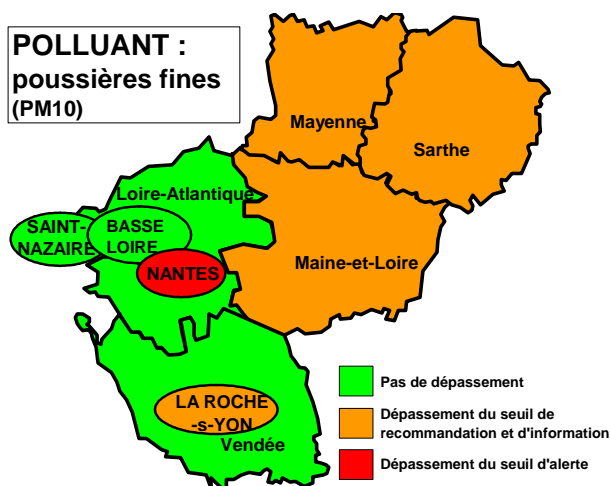 POLLUANT :
poussières fines
(PM10)
Mayenne
Sarthe
Loire-Atlantique
SAINT-
NAZAIRE
BASSE
LOIRE
NANTES
Maine-et-Loire
LA ROCHE
-s-YON
Vendée
Pas de dépassement
Dépassement du seuil de
recommandation et d'information
Dépassement du seuil d'alerte